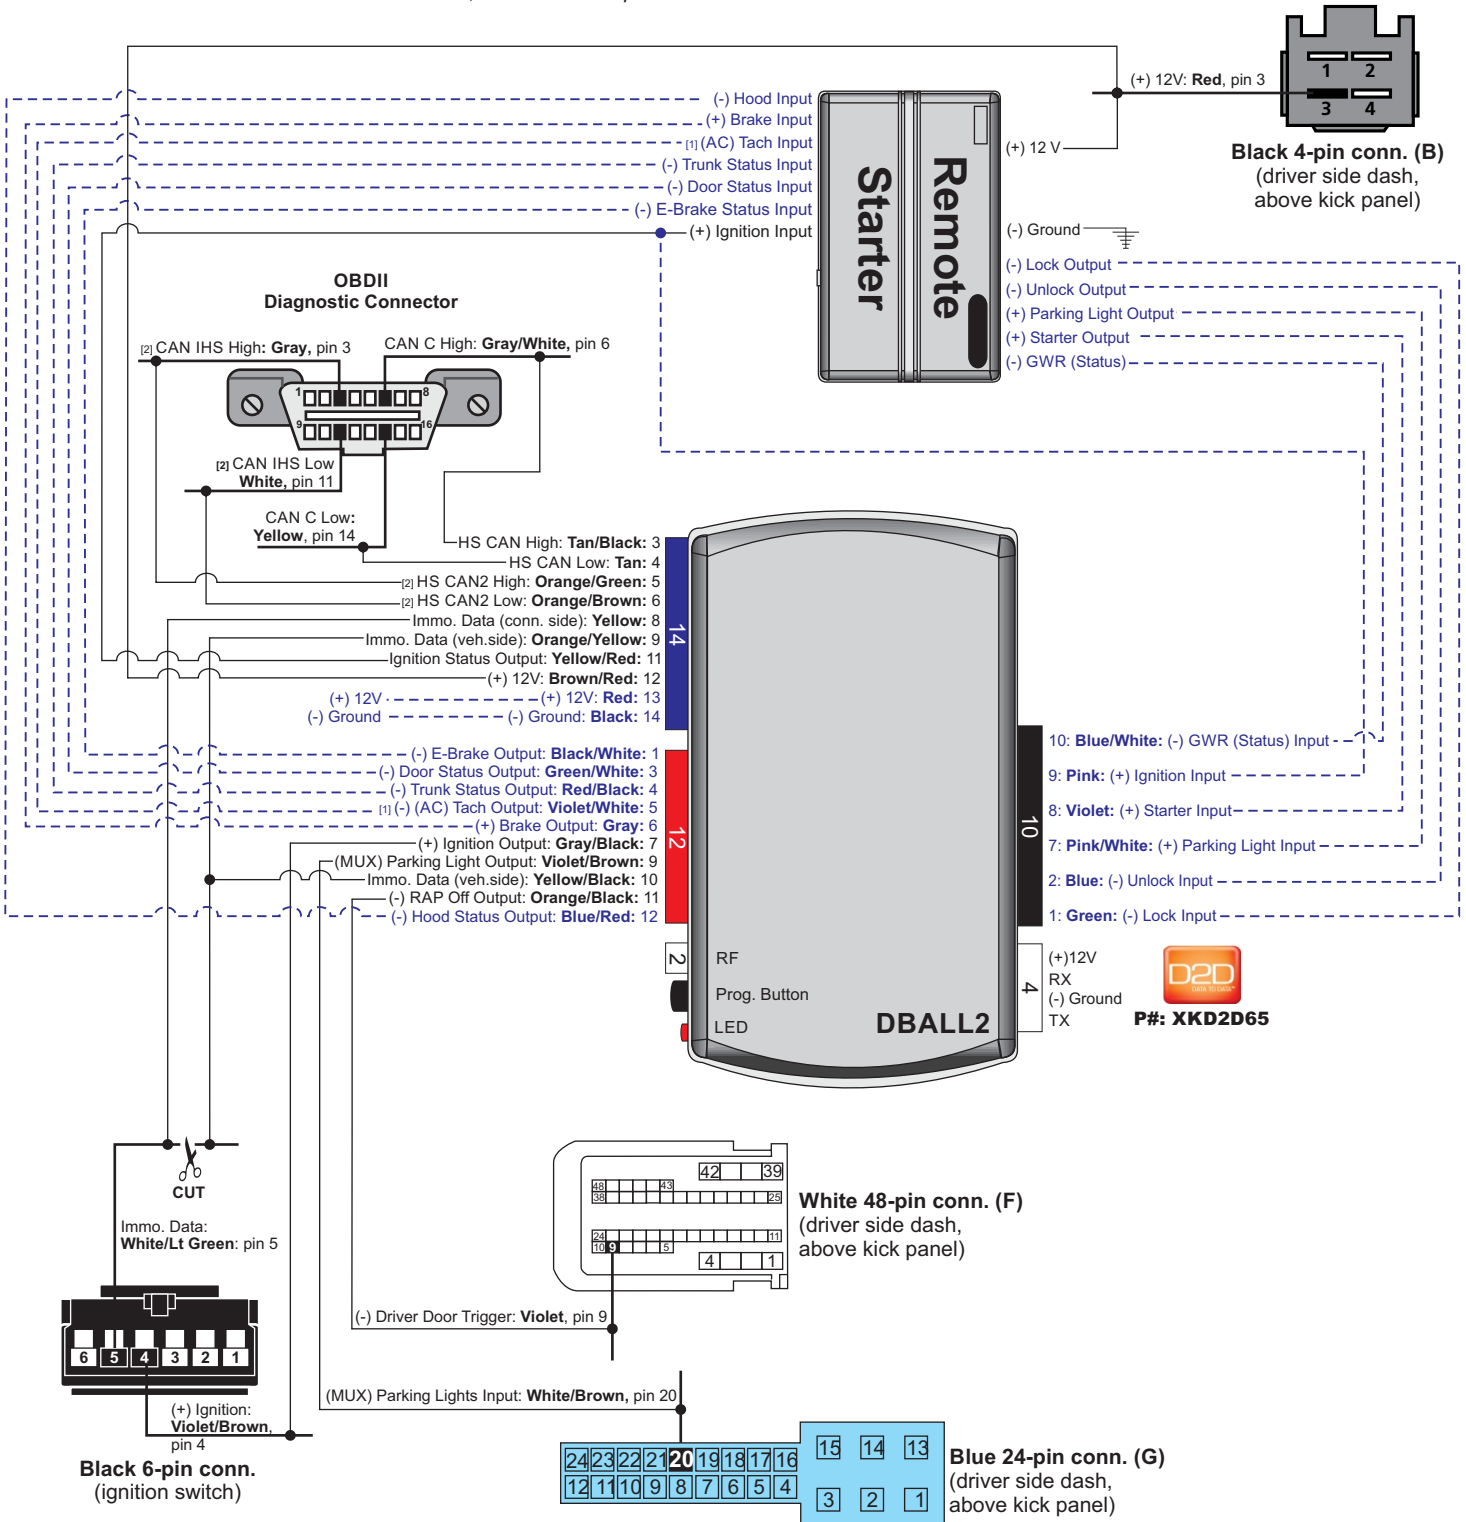 (-) Hood Input
(+) Brake Input
[1] (AC) Tach Input
(-) Trunk Status Input
(-) Door Status Input
(-) E-Brake Status Input
(+) Ignition Input
Remote
Starter
(+) 12 V
(-) Ground
(-) Lock Output
(-) Unlock Output
(+) Parking Light Output
(+) Starter Output
(-) GWR (Status)
(+) 12V: Red, pin 3
1 2
3 4
Black 4-pin conn. (B)
(driver side dash,
above kick panel)
OBDII
Diagnostic Connector
[2] CAN IHS High: Gray, pin 3
CAN C High: Gray/White, pin 6
1 8
9 16
[2] CAN IHS Low
White, pin 11
CAN C Low:
Yellow, pin 14
HS CAN High: Tan/Black: 3
HS CAN Low: Tan: 4
[2] HS CAN2 High: Orange/Green: 5
[2] HS CAN2 Low: Orange/Brown: 6
Immo. Data (conn. side): Yellow: 8
Immo. Data (veh.side): Orange/Yellow: 9
Ignition Status Output: Yellow/Red: 11
(+) 12V: Brown/Red: 12
(+) 12V (+) 12V: Red: 13
(-) Ground (-) Ground: Black: 14
14
(-) E-Brake Output: Black/White: 1
(-) Door Status Output: Green/White: 3
(-) Trunk Status Output: Red/Black: 4
[1] (-) (AC) Tach Output: Violet/White: 5
(+) Brake Output: Gray: 6
(+) Ignition Output: Gray/Black: 7
(MUX) Parking Light Output: Violet/Brown: 9
Immo. Data (veh.side): Yellow/Black: 10
(-) RAP Off Output: Orange/Black: 11
(-) Hood Status Output: Blue/Red: 12
12
10: Blue/White: (-) GWR (Status) Input
9: Pink: (+) Ignition Input
8: Violet: (+) Starter Input
7: Pink/White: (+) Parking Light Input
2: Blue: (-) Unlock Input
1: Green: (-) Lock Input
10
2
RF
Prog. Button
LED
DBALL2
4
(+)12V
RX
(-) Ground
TX
D2D
DATA TO DATA
P#: XKD2D65
CUT
Immo. Data:
White/Lt Green: pin 5
6 5 4 3 2 1
(+) Ignition:
Violet/Brown,
pin 4
Black 6-pin conn.
(ignition switch)
42 39
48 43
38 25
24 11
10 9 5
4 1
White 48-pin conn. (F)
(driver side dash,
above kick panel)
(-) Driver Door Trigger: Violet, pin 9
(MUX) Parking Lights Input: White/Brown, pin 20
24 23 22 21 20 19 18 17 16 15 14 13
12 11 10 9 8 7 6 5 4 3 2 1
Blue 24-pin conn. (G)
(driver side dash,
above kick panel)